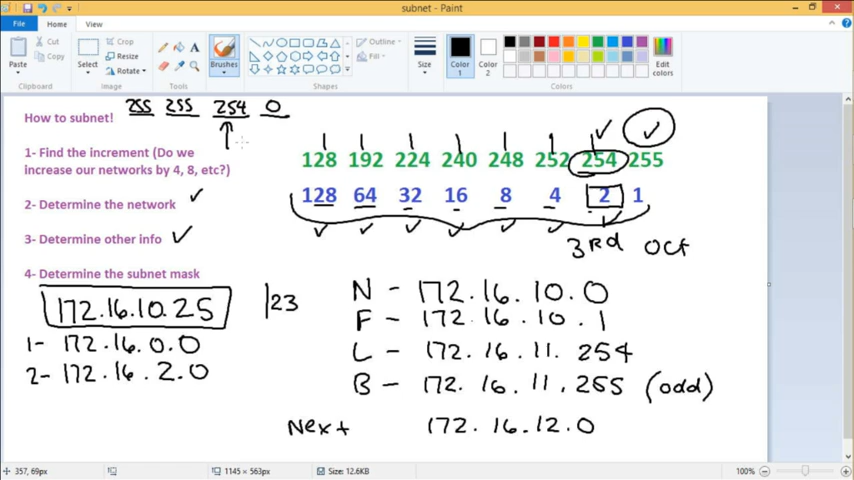 subnet - Paint
File Home View
Paste
Cut
Copy
Clipboard
Select
Crop
Resize
Rotate
Image
A
Tools
Brushes
Shapes
Outline
Fill
Size
Color 1
Color 2
Colors
Edit colors
255 255 254 0
How to subnet!
1- Find the increment (Do we
increase our networks by 4, 8, etc?)
2- Determine the network
3- Determine other info
4- Determine the subnet mask
128 192 224 240 248 252 254 255
128 64 32 16 8 4 2 1
3rd Oct
172.16.10.25 /23
1- 172.16.0.0
2- 172.16.2.0
N - 172.16.10.0
F - 172.16.10.1
L - 172.16.11.254
B - 172.16.11.255 (odd)
Next 172.16.12.0
357, 69px
1145 × 563px
Size: 12.6KB
100%